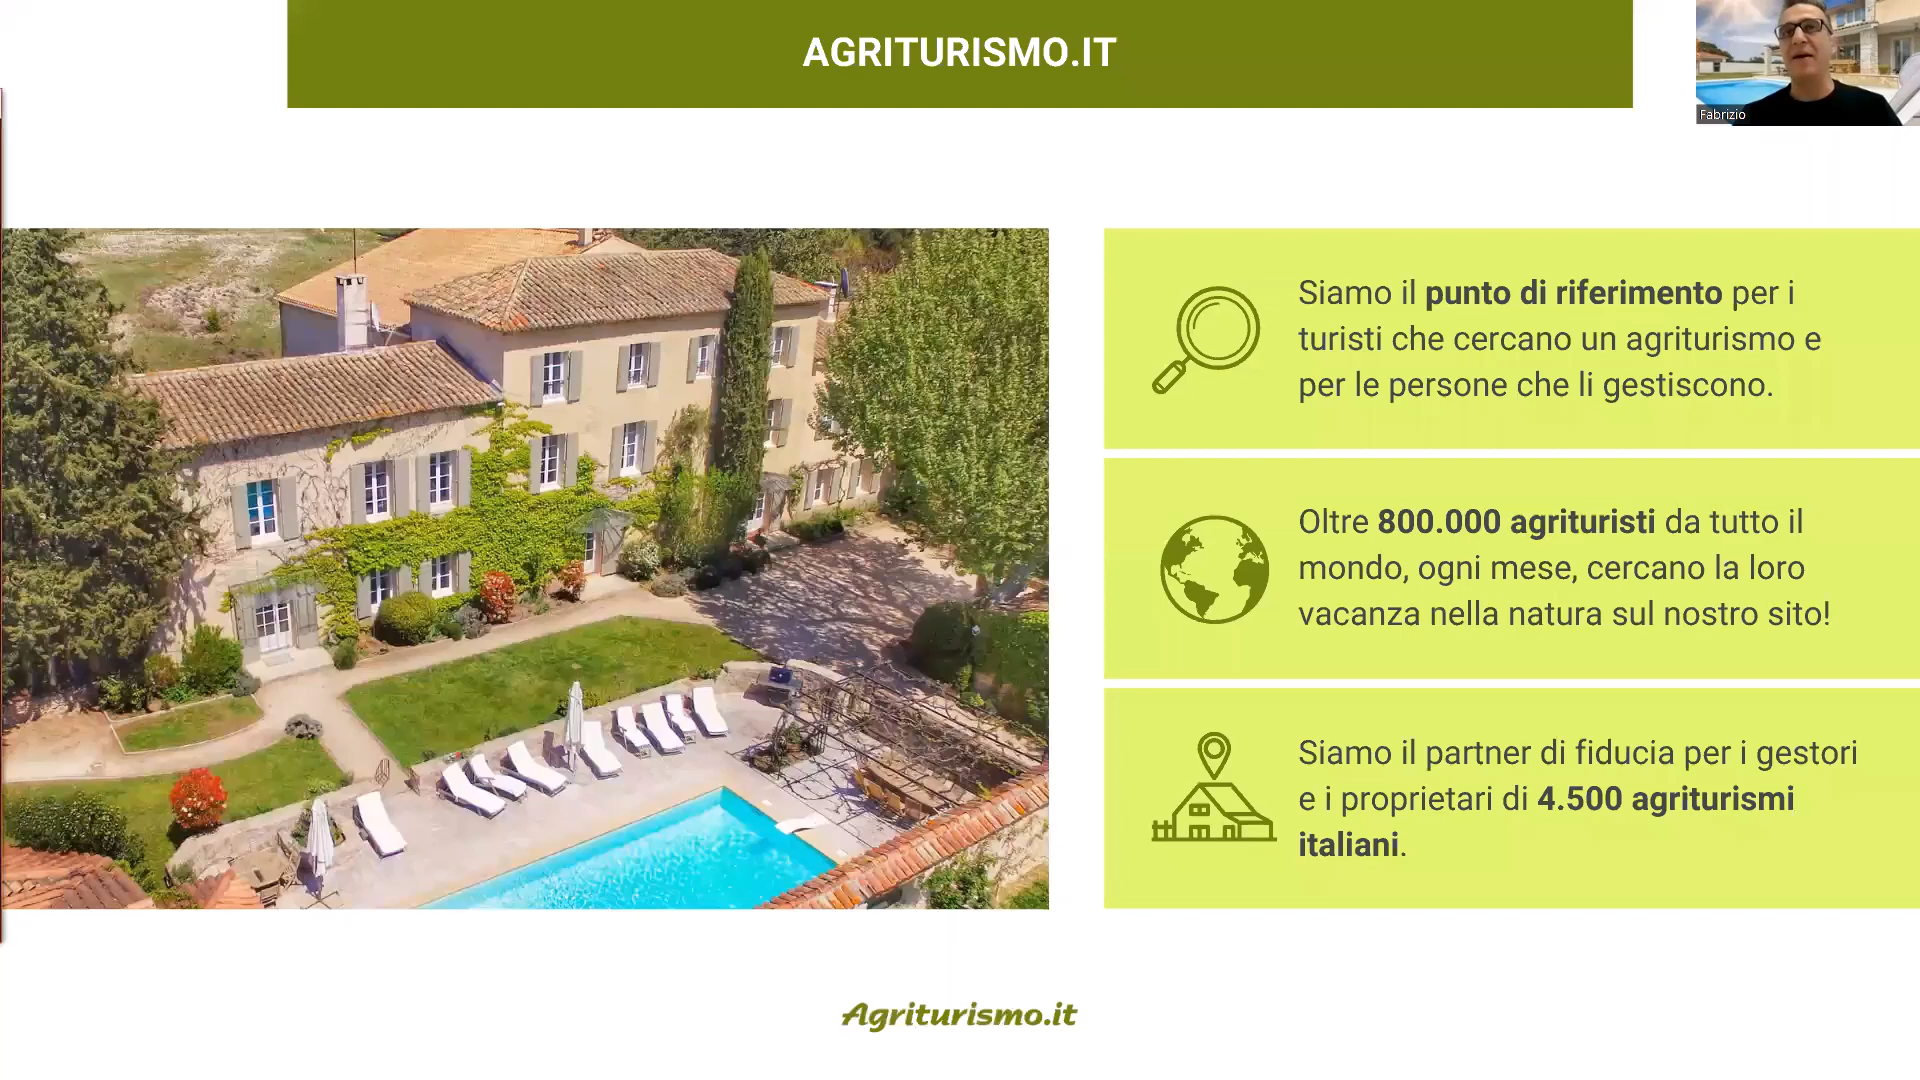 AGRITURISMO.IT
Fabrizio
Siamo il punto di riferimento per i
turisti che cercano un agriturismo e
per le persone che li gestiscono.
Oltre 800.000 agrituristi da tutto il
mondo, ogni mese, cercano la loro
vacanza nella natura sul nostro sito!
Siamo il partner di fiducia per i gestori
e i proprietari di 4.500 agriturismi
italiani.
Agriturismo.it